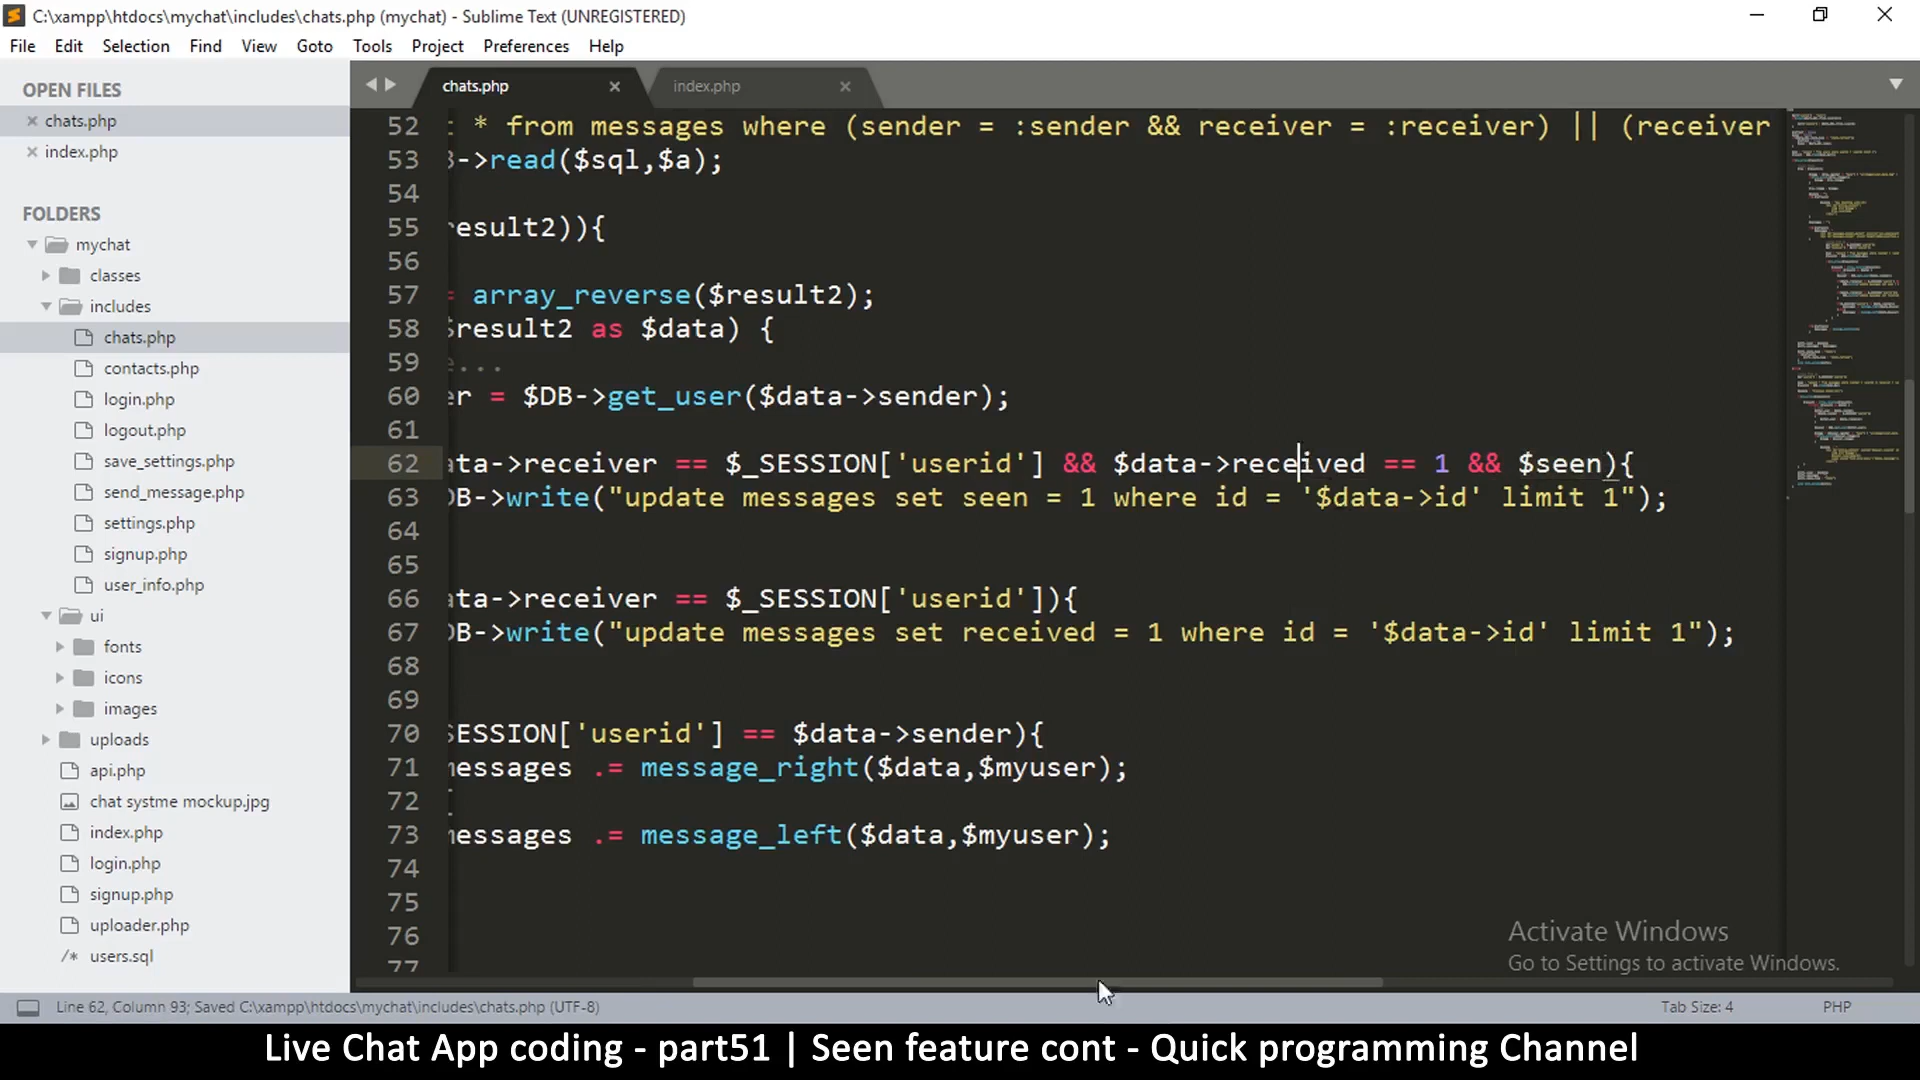 C:\xampp\htdocs\mychat\includes\chats.php (mychat) - Sublime Text (UNREGISTERED)
File Edit Selection Find View Goto Tools Project Preferences Help
OPEN FILES
chats.php
index.php
FOLDERS
mychat
classes
includes
chats.php
contacts.php
login.php
logout.php
save_settings.php
send_message.php
settings.php
signup.php
user_info.php
ui
fonts
icons
images
uploads
api.php
chat systme mockup.jpg
index.php
login.php
signup.php
uploader.php
/* users.sql
chats.php index.php
52 * from messages where (sender = :sender && receiver = :receiver) || (receiver
53 ->read($sql,$a);
54
55 esult2)){
56
57 = array_reverse($result2);
58 $result2 as $data) {
59 e...
60 er = $DB->get_user($data->sender);
61
62 ata->receiver == $_SESSION['userid'] && $data->received == 1 && $seen){
63 DB->write("update messages set seen = 1 where id = '$data->id' limit 1");
64
65
66 ata->receiver == $_SESSION['userid']){
67 DB->write("update messages set received = 1 where id = '$data->id' limit 1");
68
69
70 SESSION['userid'] == $data->sender){
71 messages .= message_right($data,$myuser);
72
73 messages .= message_left($data,$myuser);
74
75
76
77
Activate Windows
Go to Settings to activate Windows.
Line 62, Column 93; Saved C:\xampp\htdocs\mychat\includes\chats.php (UTF-8) Tab Size: 4 PHP
Live Chat App coding - part51 | Seen feature cont - Quick programming Channel